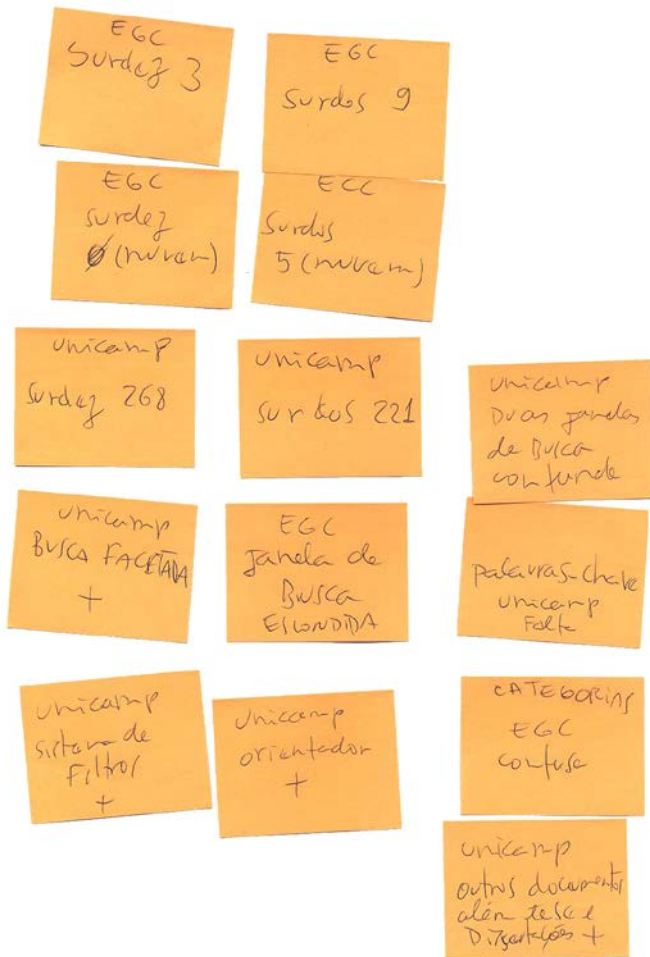 EGC
Surdez 3
EGC
Surdos 9
EGC
surdez
0 (nuvem)
EGC
Surdos
5 (nuvem)
unicamp
surdez 268
unicamp
surdos 221
unicamp
Duas janelas
de Busca
confunde
unicamp
BUSCA FACETADA
+
EGC
janela de
Busca
ESCONDIDA
palavras-chave
unicamp
Falta
unicamp
sistema de
Filtros
+
unicamp
orientador
+
CATEGORIAS
EGC
confusa
unicamp
outros documentos
além tese e
Dissertações +